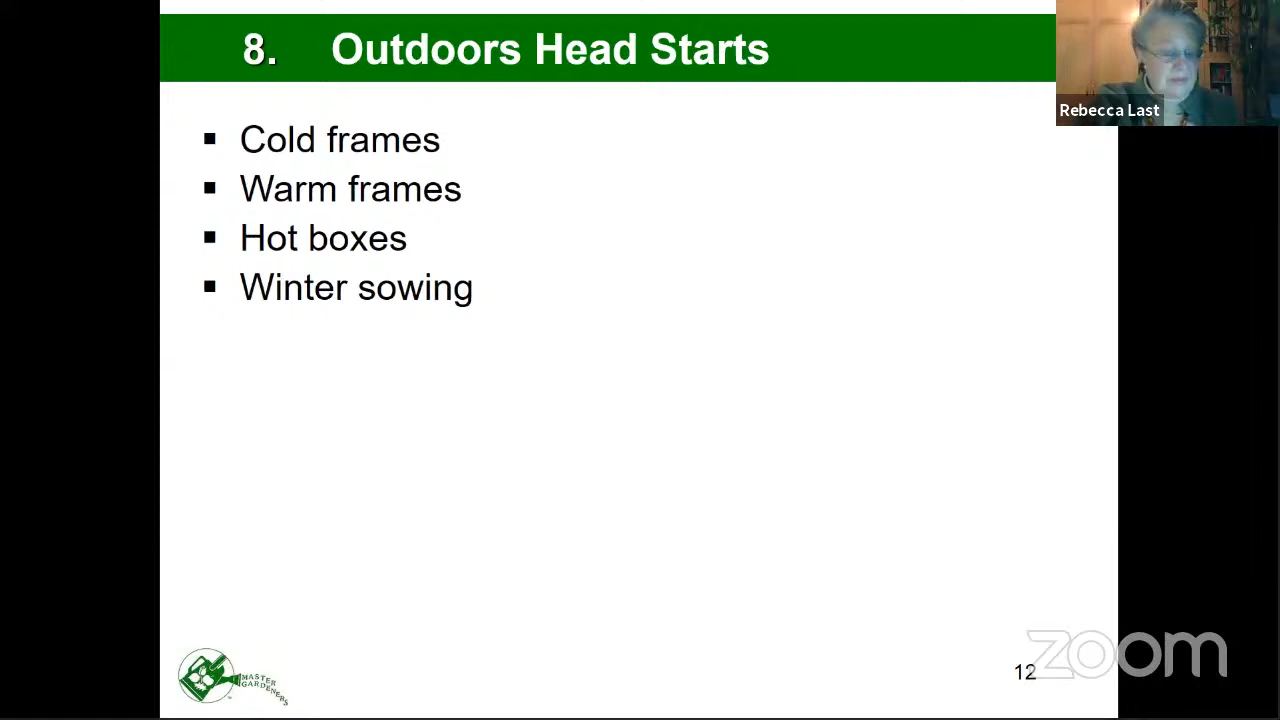 8. Outdoors Head Starts
Rebecca Last
▪ Cold frames
▪ Warm frames
▪ Hot boxes
▪ Winter sowing
MASTER
GARDENERS
12
zoom